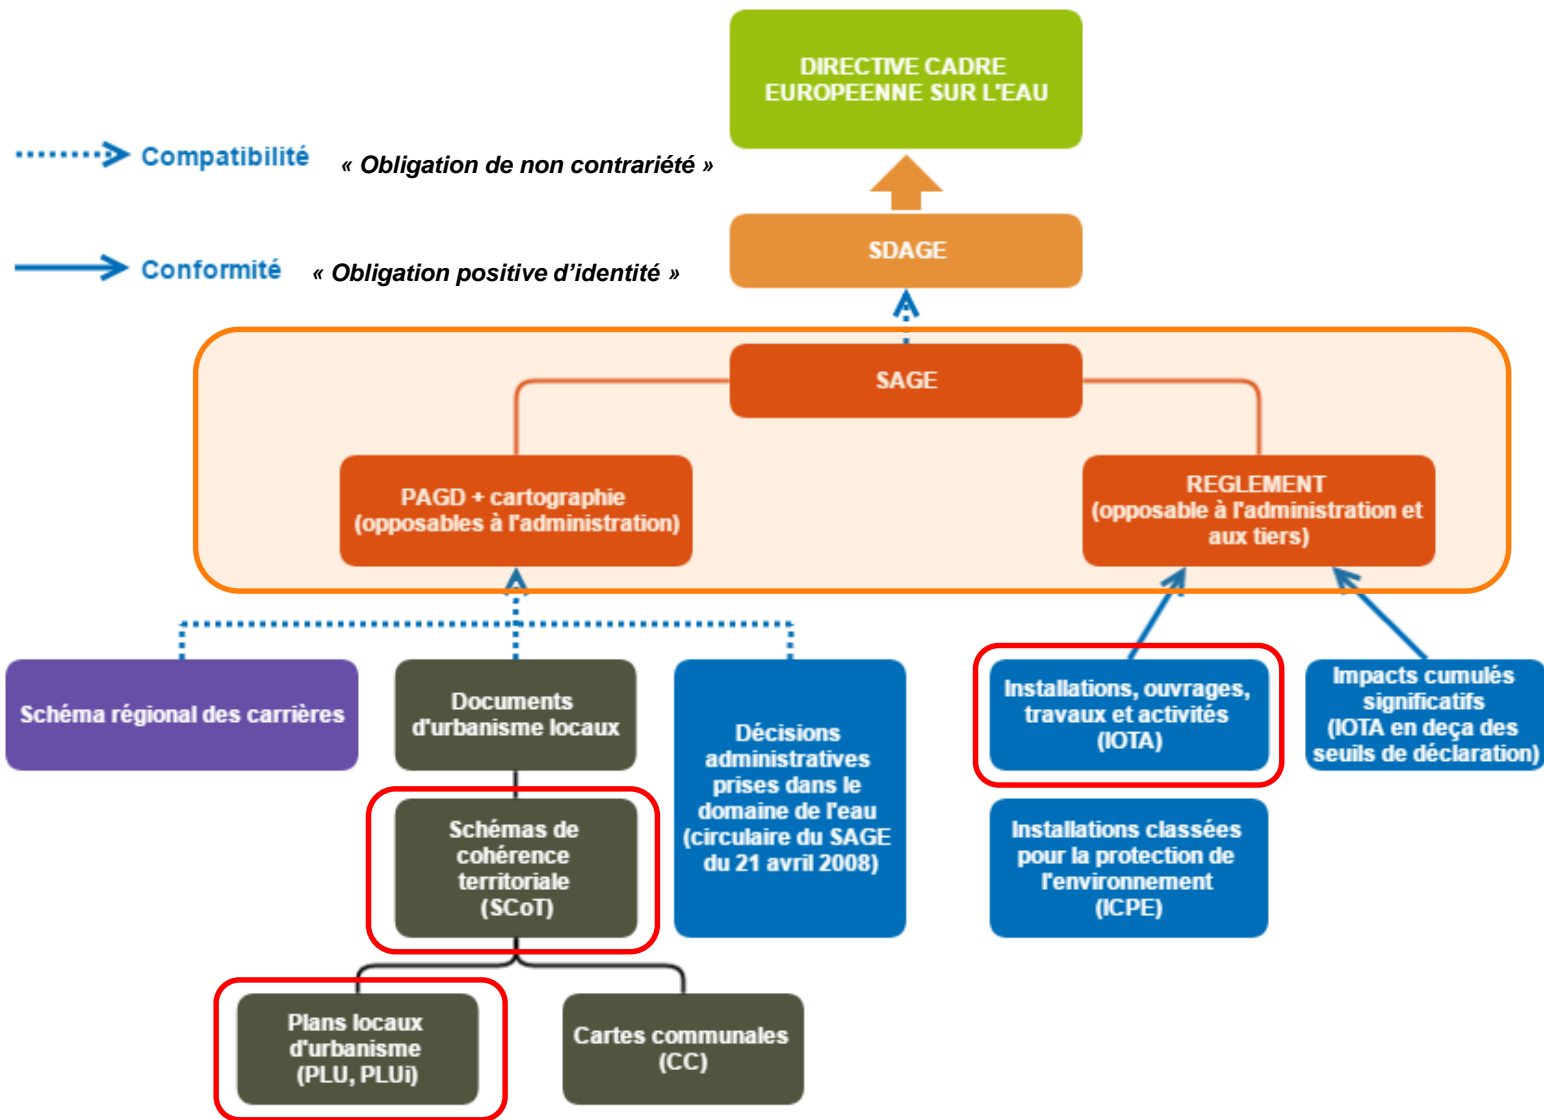 DIRECTIVE CADRE
EUROPEENNE SUR L'EAU
Compatibilité « Obligation de non contrariété »
SDAGE
Conformité « Obligation positive d'identité »
SAGE
PAGD + cartographie
(opposables à l'administration)
REGLEMENT
(opposable à l'administration et
aux tiers)
Schéma régional des carrières
Documents
d'urbanisme locaux
Décisions
administratives
prises dans le
domaine de l'eau
(circulaire du SAGE
du 21 avril 2008)
Installations, ouvrages,
travaux et activités
(IOTA)
Impacts cumulés
significatifs
(IOTA en deça des
seuils de déclaration)
Schémas de
cohérence
territoriale
(SCoT)
Installations classées
pour la protection de
l'environnement
(ICPE)
Plans locaux
d'urbanisme
(PLU, PLUi)
Cartes communales
(CC)